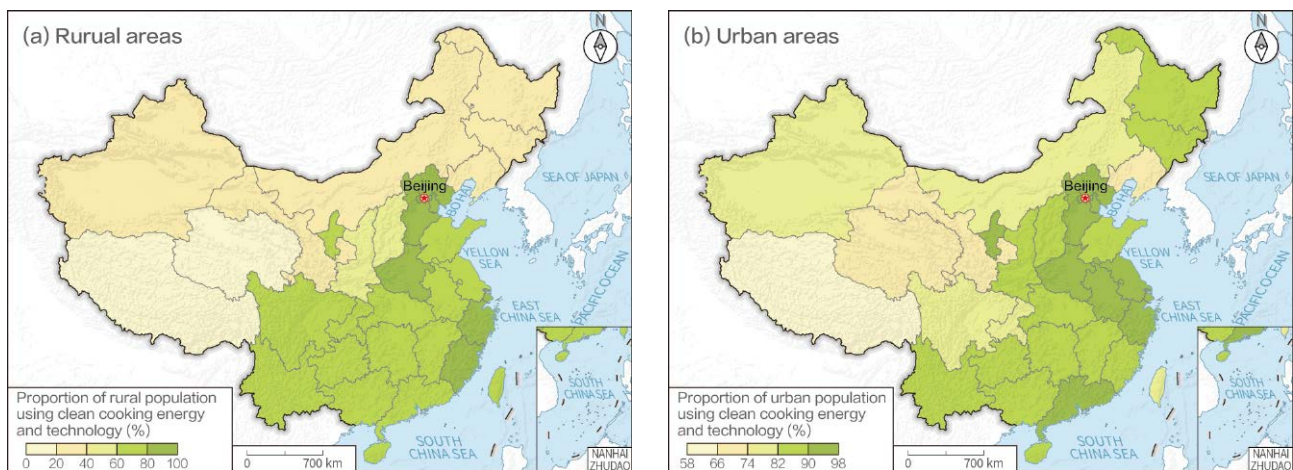 (a) Rurual areas
N
Beijing
BO HAI
SEA OF JAPAN
YELLOW
SEA
EAST
CHINA SEA
PACIFIC OCEAN
SOUTH
CHINA SEA
SOUTH
CHINA SEA
NANHAI
ZHUDAO
Proportion of rural population
using clean cooking energy
and technology (%)
0 20 40 60 80 100
0 700 km
(b) Urban areas
N
Beijing
BO HAI
SEA OF JAPAN
YELLOW
SEA
EAST
CHINA SEA
PACIFIC OCEAN
SOUTH
CHINA SEA
SOUTH
CHINA SEA
NANHAI
ZHUDAO
Proportion of urban population
using clean cooking energy
and technology (%)
58 66 74 82 90 98
0 700 km